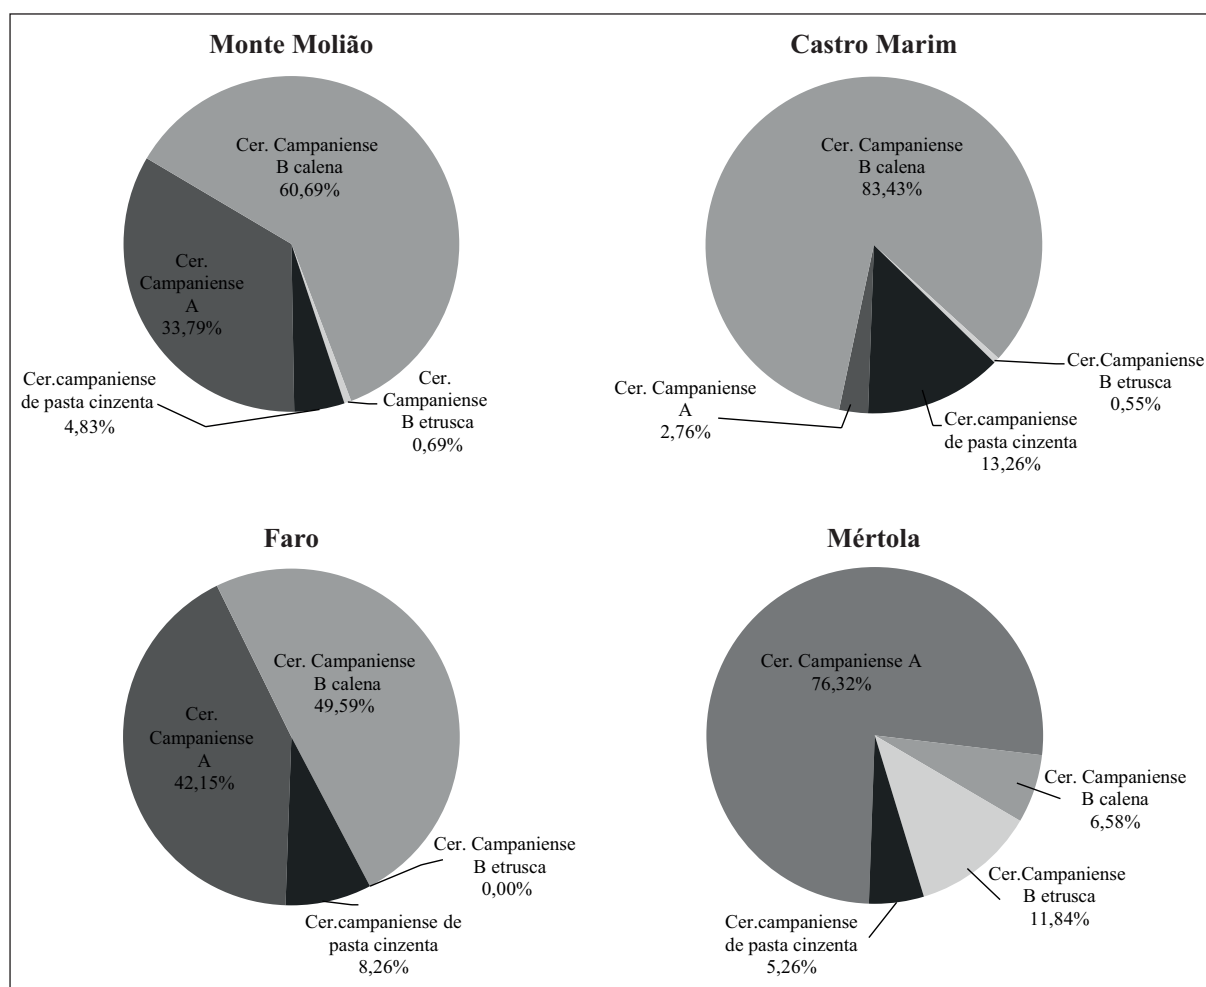 Monte Molião
Cer. Campaniense
B calena
60,69%
Cer.
Campaniense
A
33,79%
Cer.campaniense
de pasta cinzenta
4,83%
Cer.
Campaniense
B etrusca
0,69%
Castro Marim
Cer. Campaniense
B calena
83,43%
Cer. Campaniense
A
2,76%
Cer.Campaniense
B etrusca
0,55%
Cer.campaniense
de pasta cinzenta
13,26%
Faro
Cer. Campaniense
B calena
49,59%
Cer.
Campaniense
A
42,15%
Cer. Campaniense
B etrusca
0,00%
Cer.campaniense de
pasta cinzenta
8,26%
Mértola
Cer. Campaniense A
76,32%
Cer. Campaniense
B calena
6,58%
Cer.Campaniense
B etrusca
11,84%
Cer.campaniense
de pasta cinzenta
5,26%